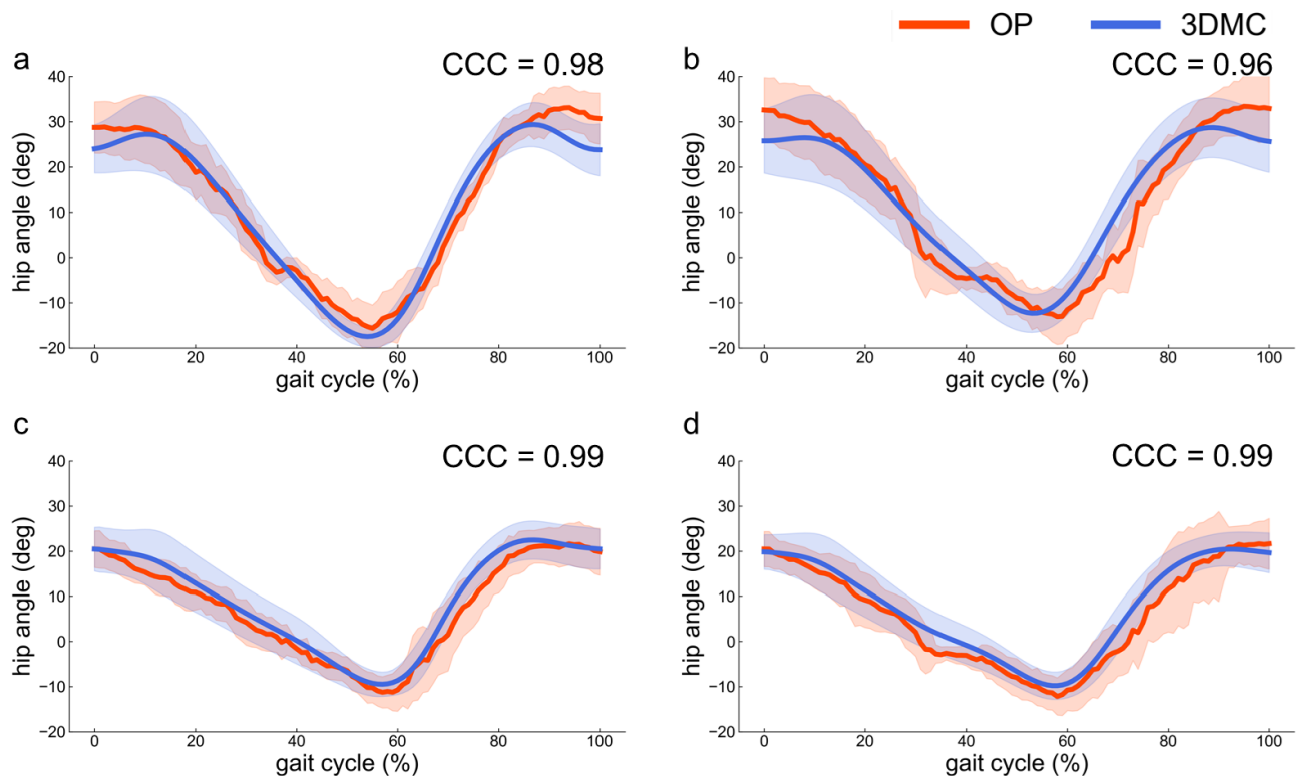 OP 3DMC
a CCC = 0.98
40
30
20
10
0
−10
−20
hip angle (deg)
0 20 40 60 80 100
gait cycle (%)
b CCC = 0.96
40
30
20
10
0
−10
−20
hip angle (deg)
0 20 40 60 80 100
gait cycle (%)
c CCC = 0.99
40
30
20
10
0
−10
−20
hip angle (deg)
0 20 40 60 80 100
gait cycle (%)
d CCC = 0.99
40
30
20
10
0
−10
−20
hip angle (deg)
0 20 40 60 80 100
gait cycle (%)